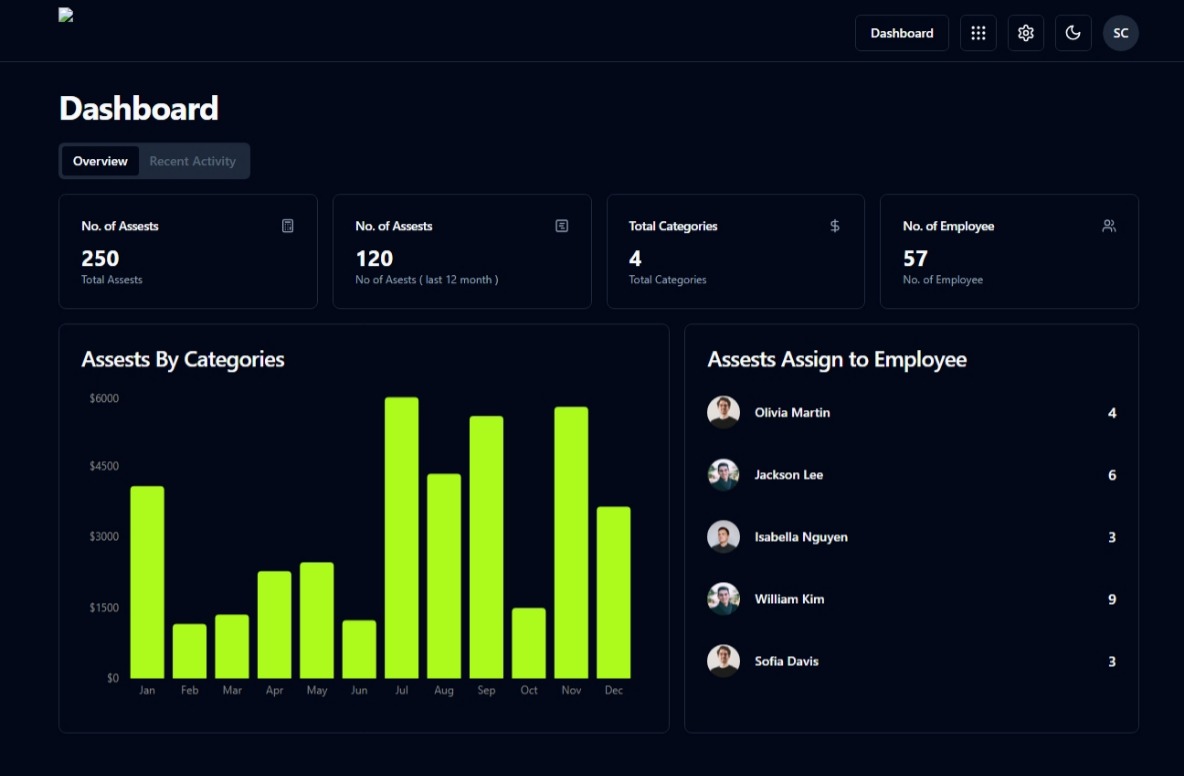 Dashboard
SC
Dashboard
Overview
Recent Activity
No. of Assests
250
Total Assests
No. of Assests
120
No of Asests ( last 12 month )
Total Categories
4
Total Categories
No. of Employee
57
No. of Employee
Assests By Categories
$6000
$4500
$3000
$1500
$0
Jan Feb Mar Apr May Jun Jul Aug Sep Oct Nov Dec
Assests Assign to Employee
Olivia Martin 4
Jackson Lee 6
Isabella Nguyen 3
William Kim 9
Sofia Davis 3